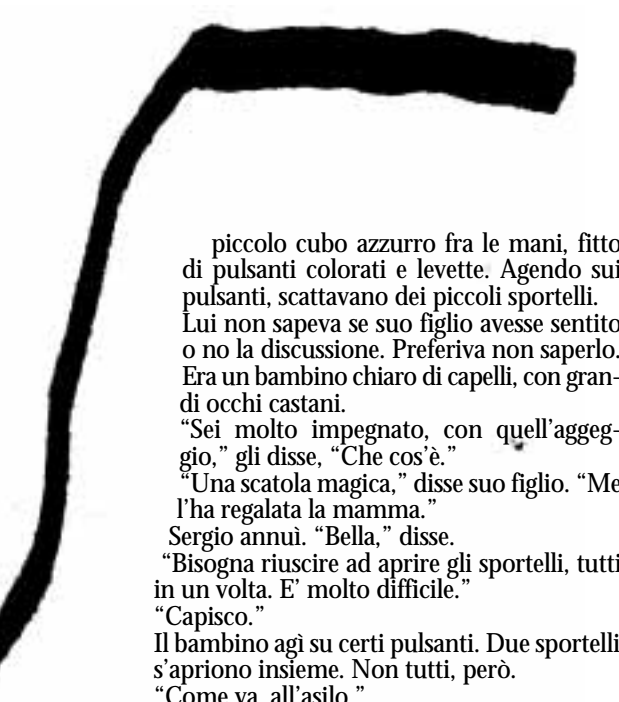 piccolo cubo azzurro fra le mani, fitto
di pulsanti colorati e levette. Agendo sui
pulsanti, scattavano dei piccoli sportelli.
Lui non sapeva se suo figlio avesse sentito
o no la discussione. Preferiva non saperlo.
Era un bambino chiaro di capelli, con gran-
di occhi castani.
“Sei molto impegnato, con quell'aggeg-
gio,” gli disse, “Che cos'è.”
“Una scatola magica,” disse suo figlio. “Me
l'ha regalata la mamma.”
Sergio annuì. “Bella,” disse.
“Bisogna riuscire ad aprire gli sportelli, tutti
in un volta. E' molto difficile.”
“Capisco.”
Il bambino agì su certi pulsanti. Due sportelli
s'apriono insieme. Non tutti, però.
“Come va, all'asilo.”